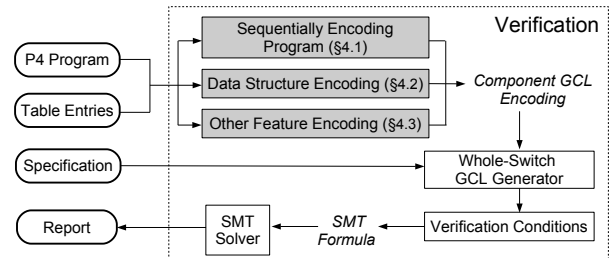 Verification
Sequentially Encoding
Program (§4.1)
P4 Program
Data Structure Encoding (§4.2)
Component GCL
Encoding
Table Entries
Other Feature Encoding (§4.3)
Specification
Whole-Switch
GCL Generator
Report
SMT
Solver
SMT
Formula
Verification Conditions